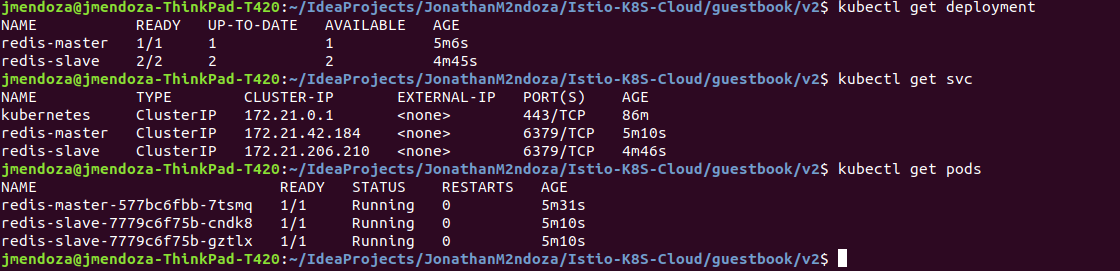 jmendoza@jmendoza-ThinkPad-T420:~/IdeaProjects/JonathanM2ndoza/Istio-K8S-Cloud/guestbook/v2$ kubectl get deployment
NAME READY UP-TO-DATE AVAILABLE AGE
redis-master 1/1 1 1 5m6s
redis-slave 2/2 2 2 4m45s
jmendoza@jmendoza-ThinkPad-T420:~/IdeaProjects/JonathanM2ndoza/Istio-K8S-Cloud/guestbook/v2$ kubectl get svc
NAME TYPE CLUSTER-IP EXTERNAL-IP PORT(S) AGE
kubernetes ClusterIP 172.21.0.1 <none> 443/TCP 86m
redis-master ClusterIP 172.21.42.184 <none> 6379/TCP 5m10s
redis-slave ClusterIP 172.21.206.210 <none> 6379/TCP 4m46s
jmendoza@jmendoza-ThinkPad-T420:~/IdeaProjects/JonathanM2ndoza/Istio-K8S-Cloud/guestbook/v2$ kubectl get pods
NAME READY STATUS RESTARTS AGE
redis-master-577bc6fbb-7tsmq 1/1 Running 0 5m31s
redis-slave-7779c6f75b-cndk8 1/1 Running 0 5m10s
redis-slave-7779c6f75b-gztlx 1/1 Running 0 5m10s
jmendoza@jmendoza-ThinkPad-T420:~/IdeaProjects/JonathanM2ndoza/Istio-K8S-Cloud/guestbook/v2$